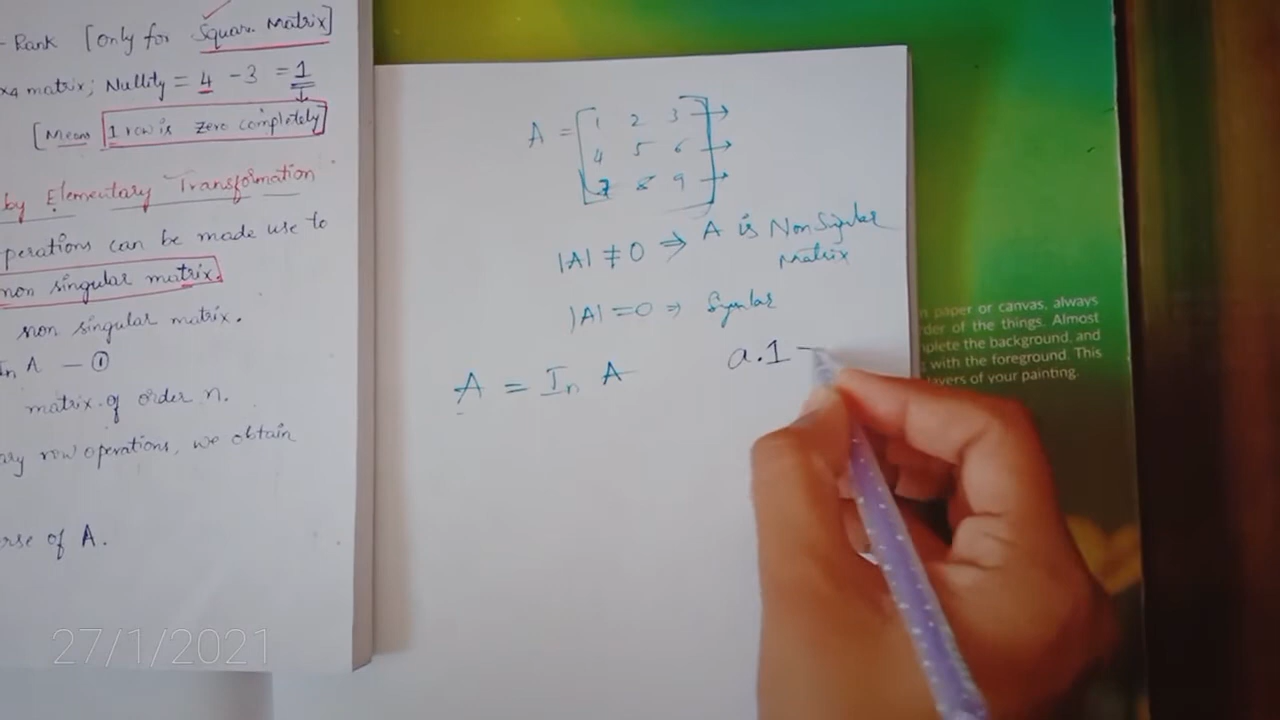 - Rank [only for Square Matrix]
x4 matrix; Nullity = 4 - 3 = 1
[Means 1 row is zero completely]
by Elementary Transformation
perations can be made use to
non singular matrix.
non singular matrix.
In A — ①
matrix of order n.
ary row operations, we obtain
rse of A.
A = [1 2 3
4 5 6
7 8 9]
|A| ≠ 0 ⇒ A is Non Singular
Matrix
|A| = 0 ⇒ Singular
A = In A
a.1 -
n paper or canvas, always
der of the things. Almost
plete the background, and
with the foreground. This
layers of your painting.
27/1/2021